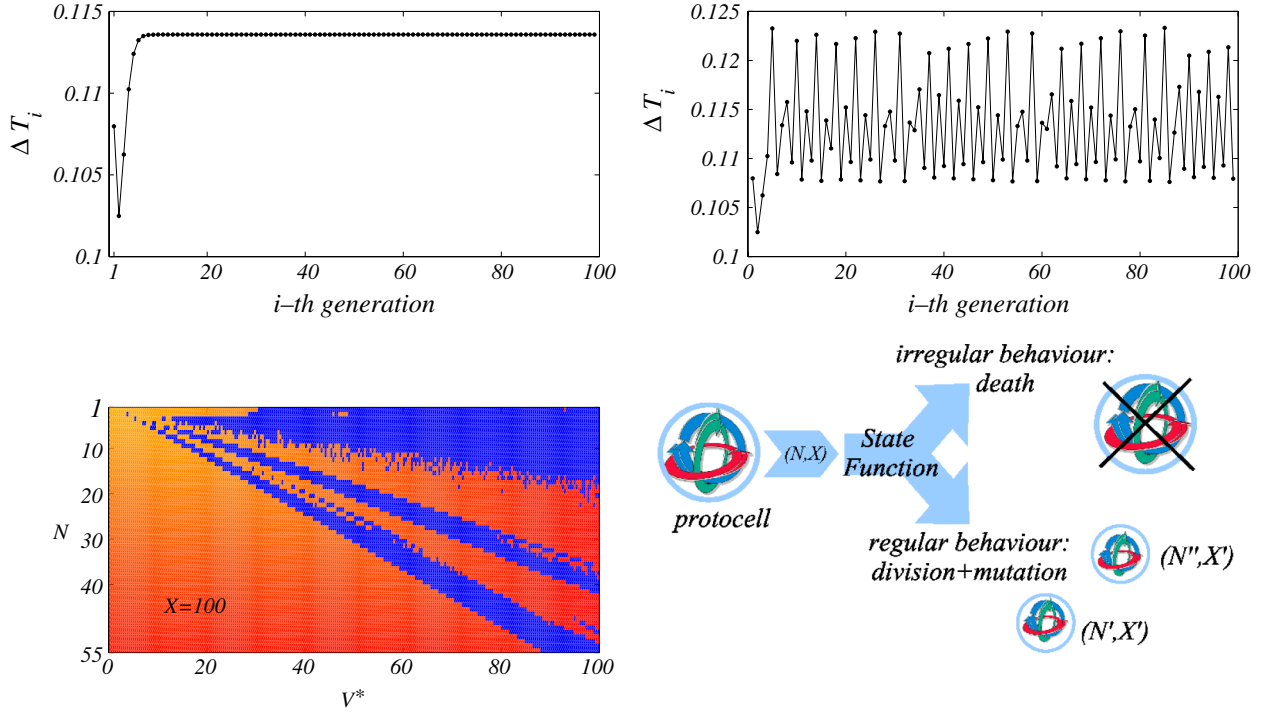 0.115
0.11
0.105
0.1
Δ T i
1 20 40 60 80 100
i–th generation
0.125
0.12
0.115
0.11
0.105
0.1
Δ T i
0 20 40 60 80 100
i–th generation
1
10
20
30
40
55
N
X=100
0 20 40 60 80 100
V*
irregular behaviour:
death
(N,X)
State
Function
protocell
regular behaviour:
division+mutation
(N'',X')
(N',X')